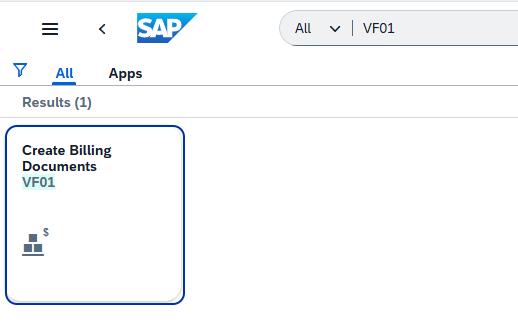 SAP
All
VF01
All
Apps
Results (1)
Create Billing
Documents
VF01
$